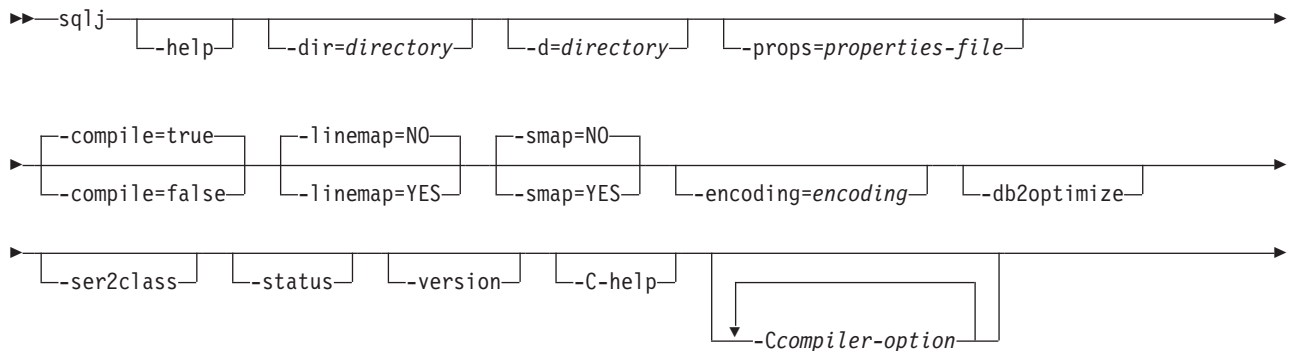 sqlj
-help -dir=directory -d=directory -props=properties-file
-compile=true -linemap=NO -smap=NO
-compile=false -linemap=YES -smap=YES -encoding=encoding -db2optimize
-ser2class -status -version -C-help
-Ccompiler-option